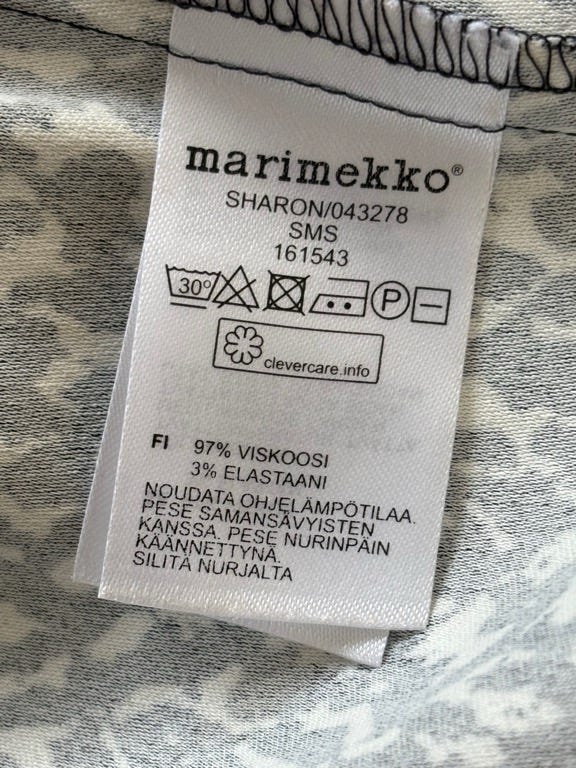 marimekko®
SHARON/043278
SMS
161543
30°
P
clevercare.info
FI 97% VISKOOSI
3% ELASTAANI
NOUDATA OHJELÄMPÖTILAA.
PESE SAMANSÄVYISTEN
KANSSA. PESE NURINPÄIN
KÄÄNNETTYNÄ.
SILITÄ NURJALTA